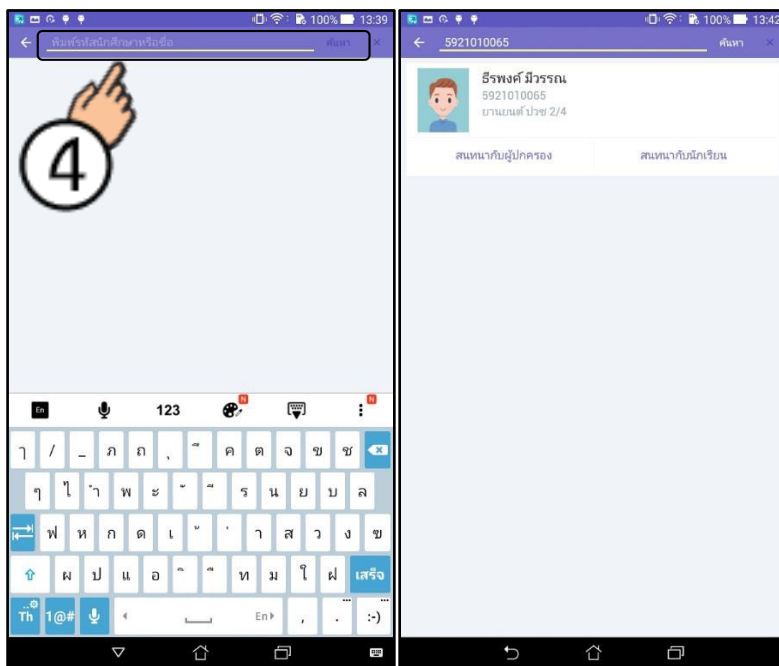 100% 13:39
พิมพ์รหัสนักศึกษาหรือชื่อ ค้นหา ×
4
En 123 N N
ๅ / _ ภ ถ ุ ึ ค ต จ ข ช
ๆ ไ ำ พ ะ ั ี ร น ย บ ล
ฟ ห ก ด เ ้ ่ า ส ว ง ฃ
ผ ป แ อ ิ ื ท ม ใ ฝ เสร็จ
Th 1@# En , . :-)
100% 13:42
5921010065 ค้นหา ×
ธีรพงศ์ มีวรรณ
5921010065
ยานยนต์ ปวช 2/4
สนทนากับผู้ปกครอง สนทนากับนักเรียน